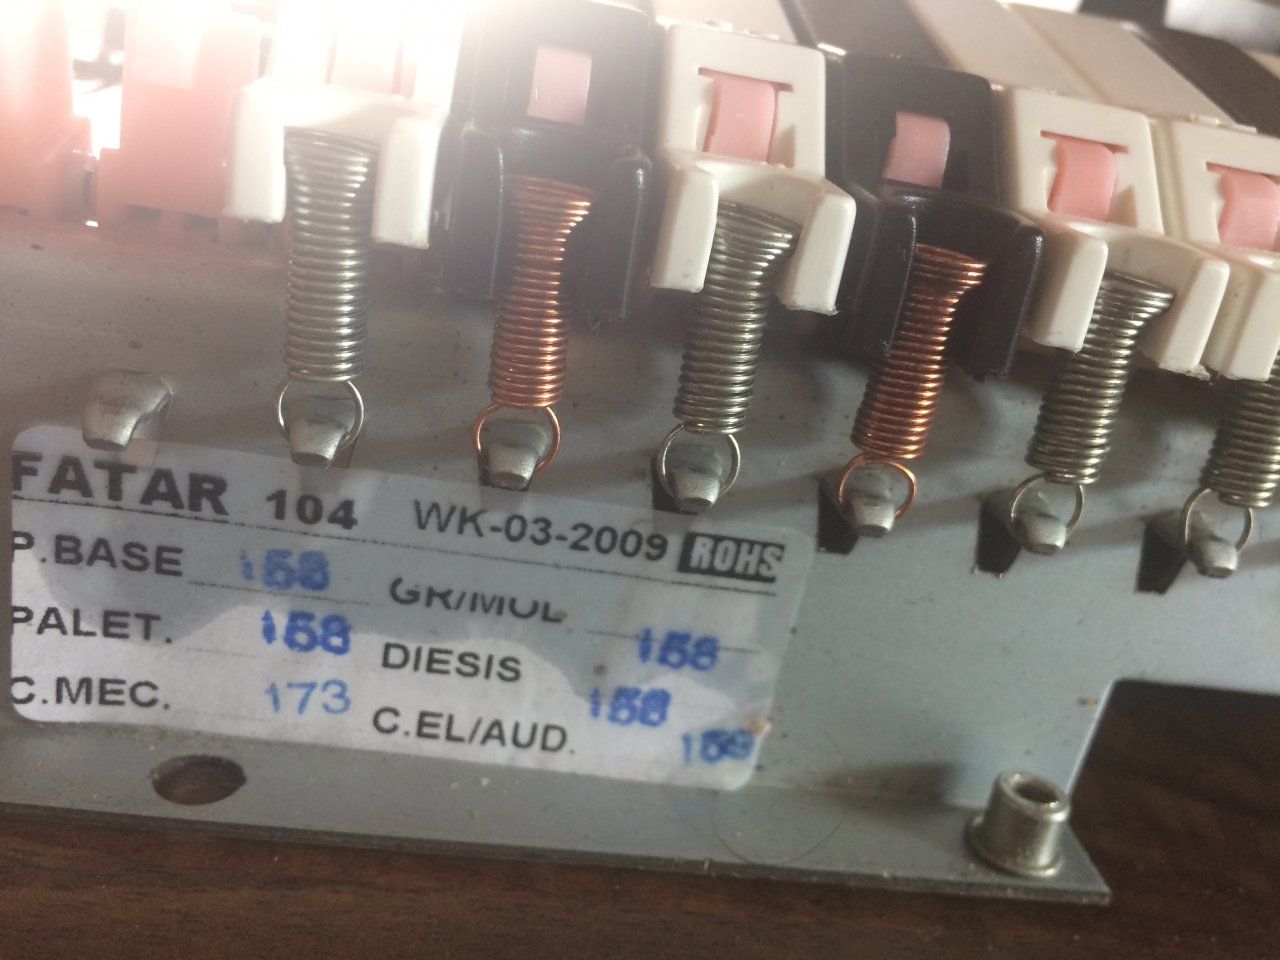 FATAR 104 WK-03-2009 ROHS
P.BASE 158 GR/MOL. 158
PALET. 158 DIESIS 158
C.MEC. 173 C.EL/AUD. 159